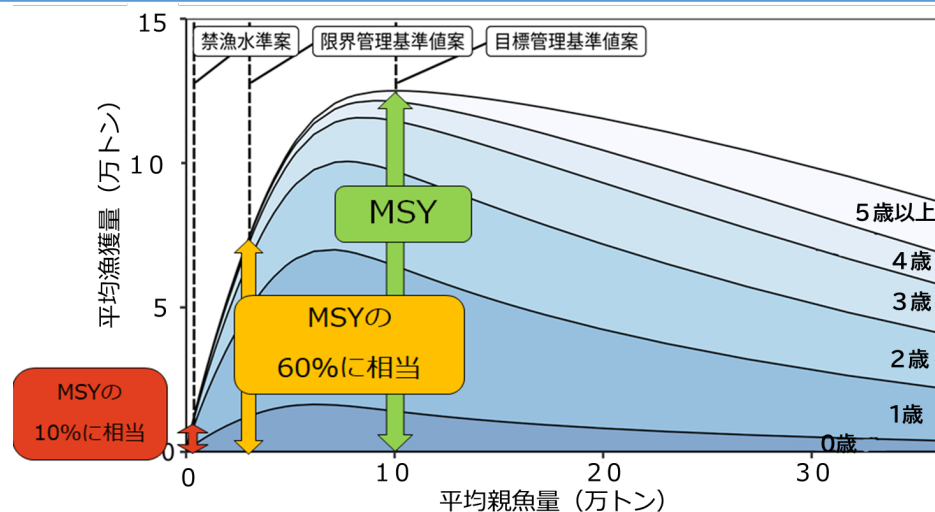 15
禁漁水準案
限界管理基準値案
目標管理基準値案
10
5
0
平均漁獲量（万トン）
MSY
MSYの
60%に相当
MSYの
10%に相当
5歳以上
4歳
3歳
2歳
1歳
0歳
0
10
20
30
平均親魚量（万トン）